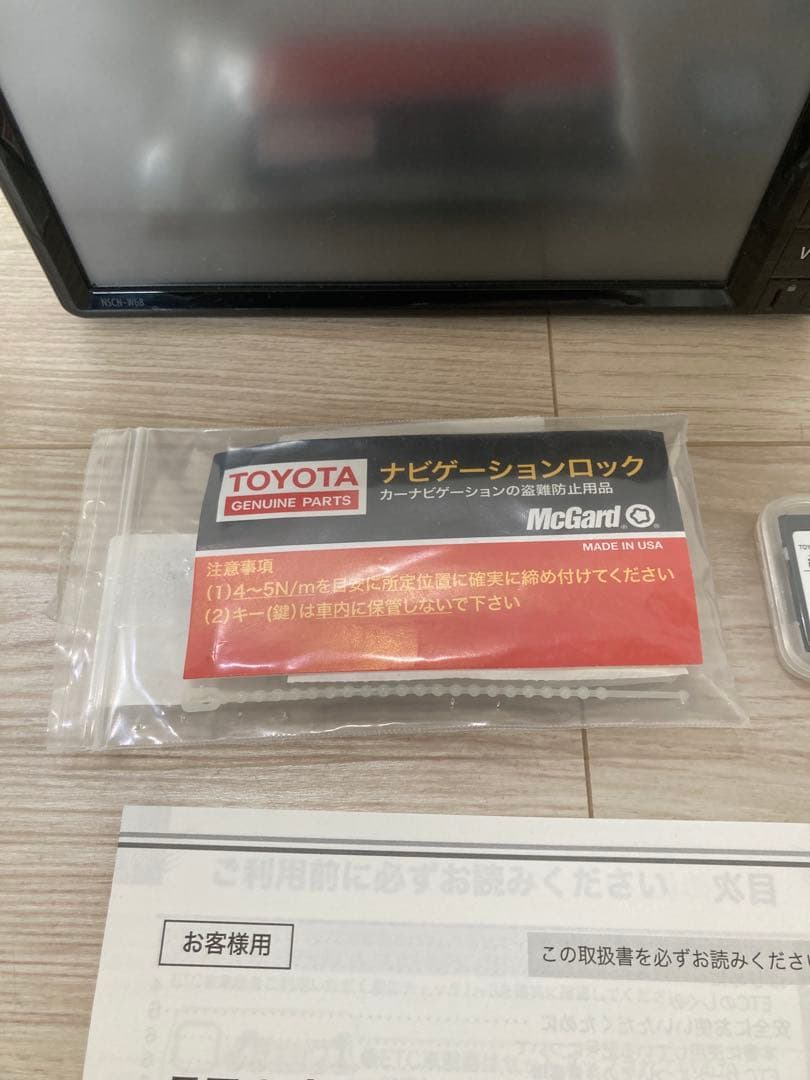 NSCN-W68
TOYOTA
GENUINE PARTS
ナビゲーションロック
カーナビゲーションの盗難防止用品
McGard
MADE IN USA
注意事項
(1)4〜5N/mを目安に所定位置に確実に締め付けてください
(2)キー(鍵)は車内に保管しないで下さい
ご利用前に必ずお読みください
目次
お客様用
この取扱書を必ずお読みください